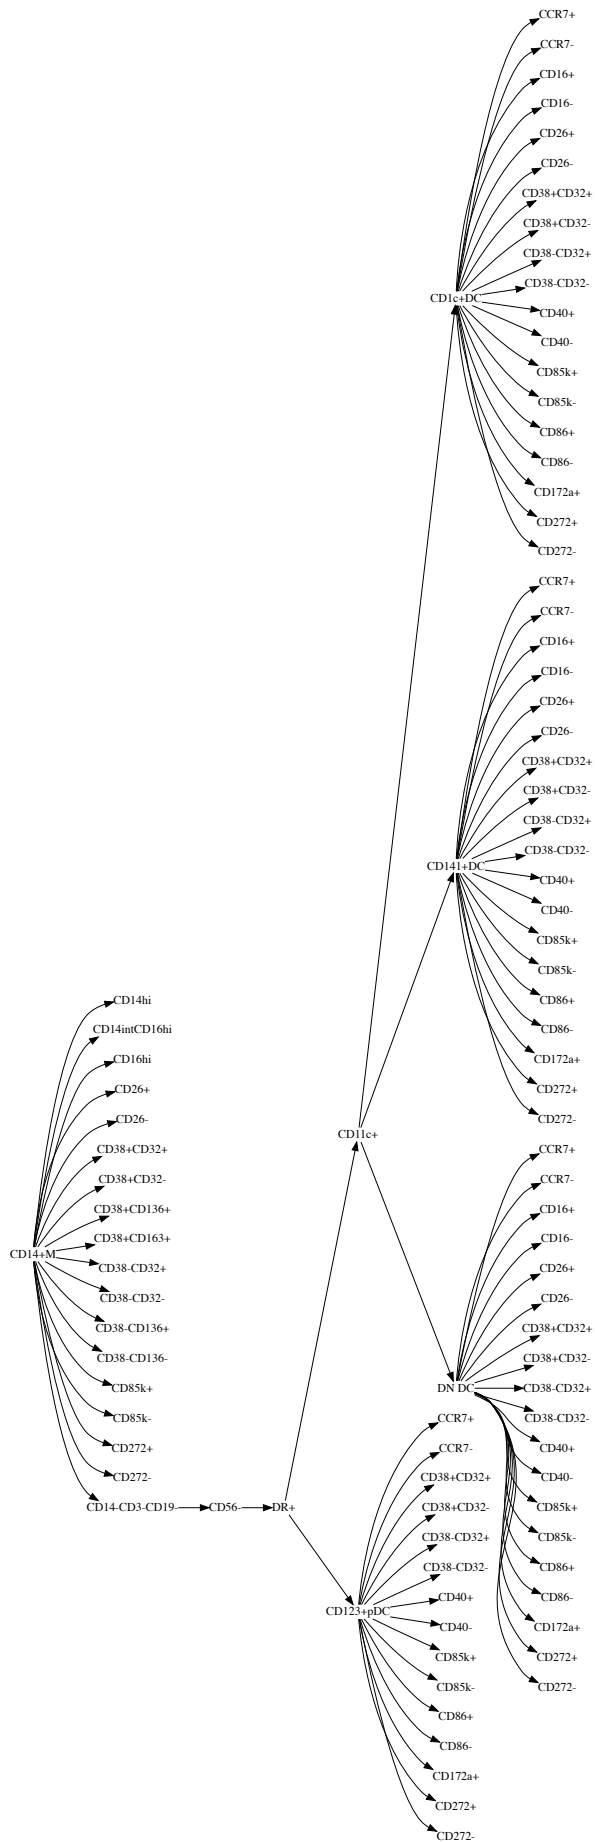 CCR7+
CCR7-
CD16+
CD16-
CD26+
CD26-
CD38+CD32+
CD38+CD32-
CD38-CD32+
CD38-CD32-
CD1c+DC
CD40+
CD40-
CD85k+
CD85k-
CD86+
CD86-
CD172a+
CD272+
CD272-
CCR7+
CCR7-
CD16+
CD16-
CD26+
CD26-
CD38+CD32+
CD38+CD32-
CD38-CD32+
CD38-CD32-
CD141+DC
CD40+
CD40-
CD85k+
CD85k-
CD86+
CD86-
CD172a+
CD272+
CD272-
CD14hi
CD14intCD16hi
CD16hi
CD26+
CD26-
CD38+CD32+
CD38+CD32-
CD38+CD136+
CD38+CD163+
CD14+M
CD38-CD32+
CD38-CD32-
CD38-CD136+
CD38-CD136-
CD85k+
CD85k-
CD272+
CD272-
CD14-CD3-CD19-
CD56-
DR+
CD11c+
CCR7+
CCR7-
CD16+
CD16-
CD26+
CD26-
CD38+CD32+
CD38+CD32-
DN DC
CD38-CD32+
CD38-CD32-
CD40+
CD40-
CD85k+
CD85k-
CD86+
CD86-
CD172a+
CD272+
CD272-
CCR7+
CCR7-
CD38+CD32+
CD38+CD32-
CD38-CD32+
CD38-CD32-
CD40+
CD123+pDC
CD40-
CD85k+
CD85k-
CD86+
CD86-
CD172a+
CD272+
CD272-